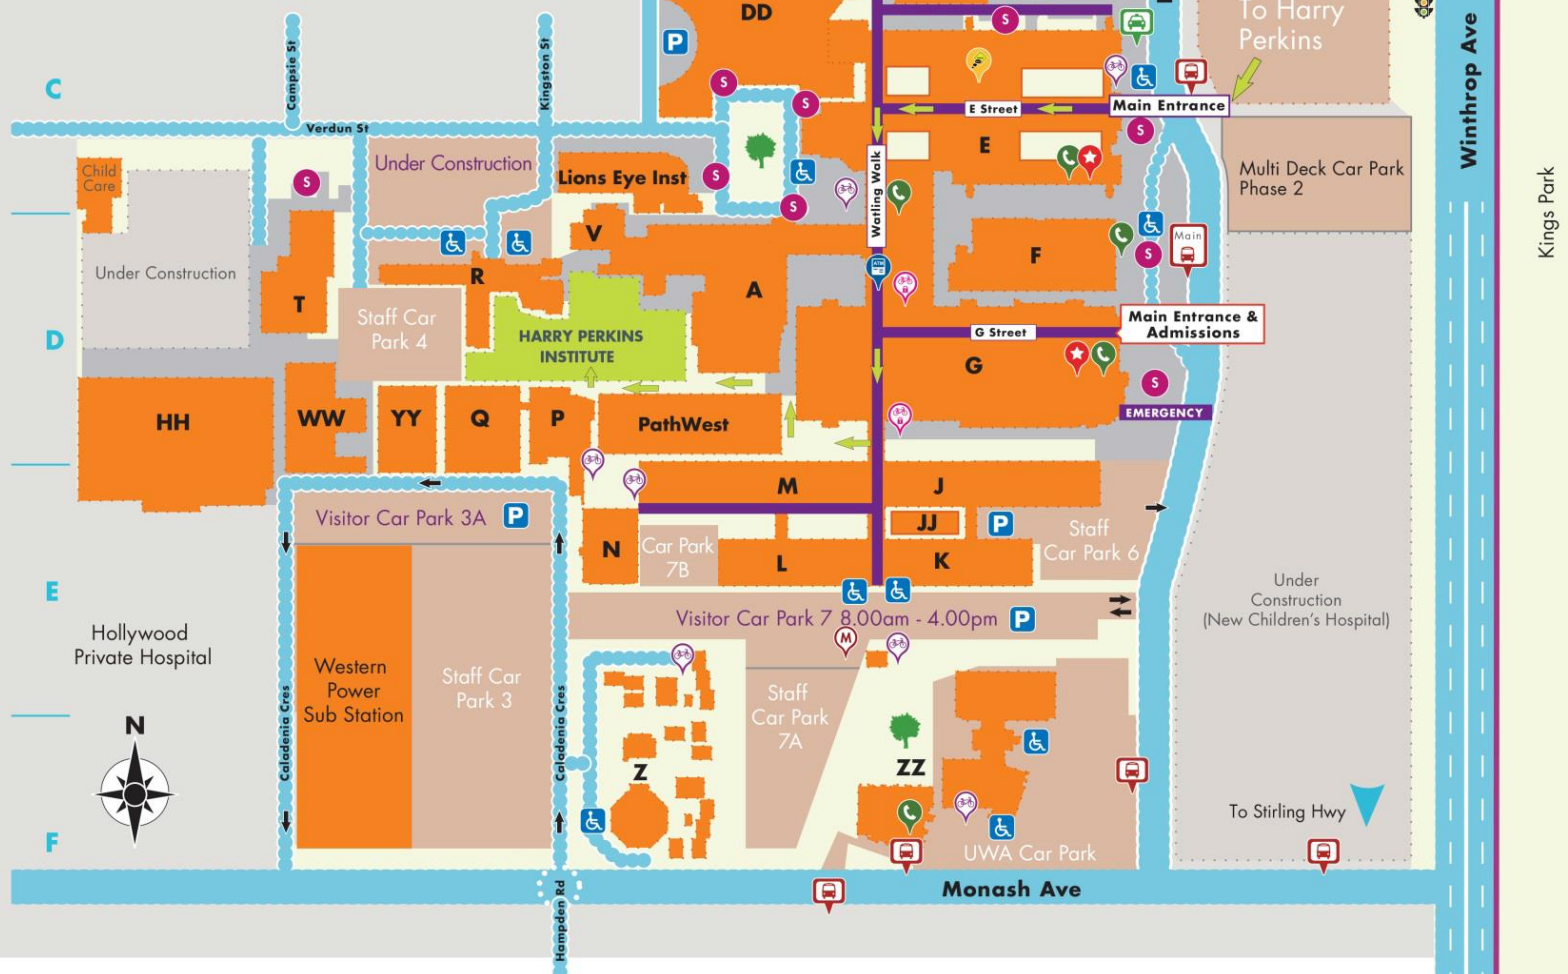 DD
To Harry
Perkins
Winthrop Ave
Kings Park
C
Campsie St
Kingston St
P
S
S
S
E Street
Main Entrance
Verdun St
Child
Care
Under Construction
Lions Eye Inst
S
S
S
S
Watling Walk
E
S
Multi Deck Car Park
Phase 2
V
F
Main
S
Under Construction
R
ATM
A
T
D
Staff Car
Park 4
HARRY PERKINS
INSTITUTE
G Street
Main Entrance &
Admissions
G
S
EMERGENCY
HH
WW
YY
Q
P
PathWest
M
J
Visitor Car Park 3A
P
JJ
P
Staff
Car Park 6
N
Car Park
7B
L
K
E
Under
Construction
(New Children's Hospital)
Visitor Car Park 7 8.00am - 4.00pm
P
M
Hollywood
Private Hospital
Western
Power
Sub Station
Staff Car
Park 3
Staff
Car Park
7A
N
Caladenia Cres
Caladenia Cres
Z
ZZ
To Stirling Hwy
F
UWA Car Park
Monash Ave
Hampden Rd